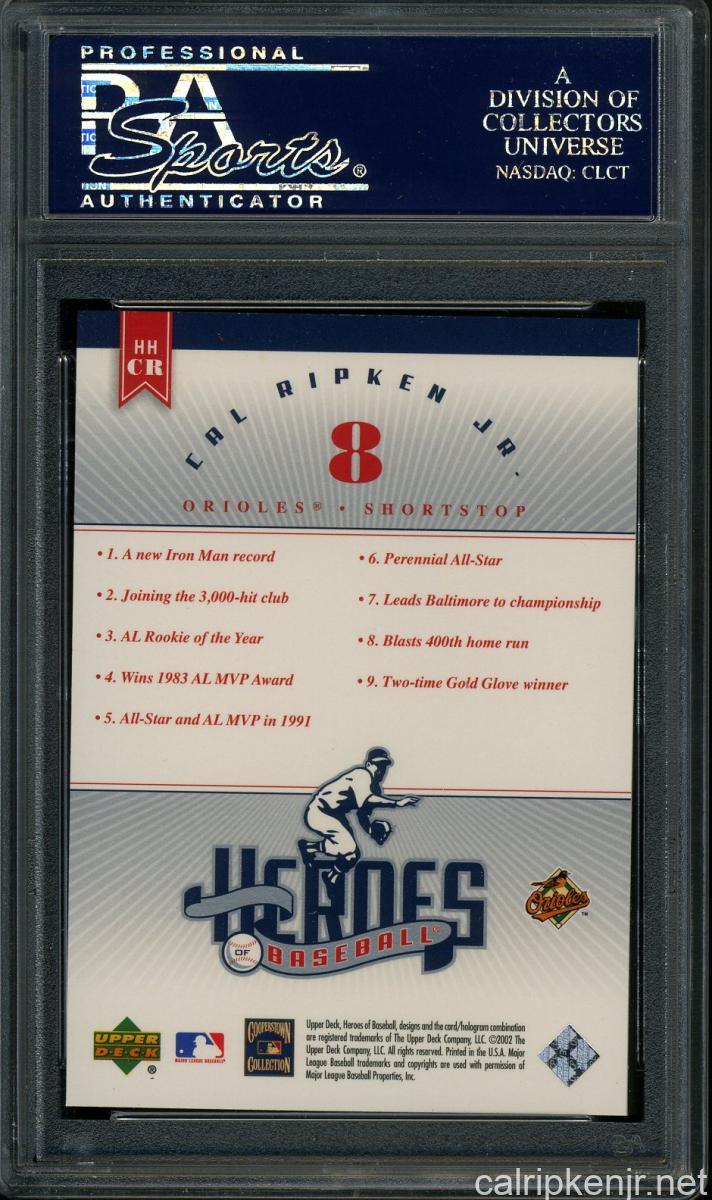 PROFESSIONAL
PSA
Sports®
AUTHENTICATOR
A
DIVISION OF
COLLECTORS
UNIVERSE
NASDAQ: CLCT
HH
CR
CAL RIPKEN JR.
8
ORIOLES® • SHORTSTOP
• 1. A new Iron Man record
• 2. Joining the 3,000-hit club
• 3. AL Rookie of the Year
• 4. Wins 1983 AL MVP Award
• 5. All-Star and AL MVP in 1991
• 6. Perennial All-Star
• 7. Leads Baltimore to championship
• 8. Blasts 400th home run
• 9. Two-time Gold Glove winner
HEROES
OF
BASEBALL®
Orioles
™
UPPER
DECK
®
MAJOR LEAGUE BASEBALL
COOPERSTOWN
COLLECTION
Upper Deck, Heroes of Baseball, designs and the card/hologram combination
are registered trademarks of The Upper Deck Company, LLC. ©2002 The
Upper Deck Company, LLC. All rights reserved. Printed in the U.S.A. Major
League Baseball trademarks and copyrights are used with permission of
Major League Baseball Properties, Inc.
PSA
calripkenjr.net